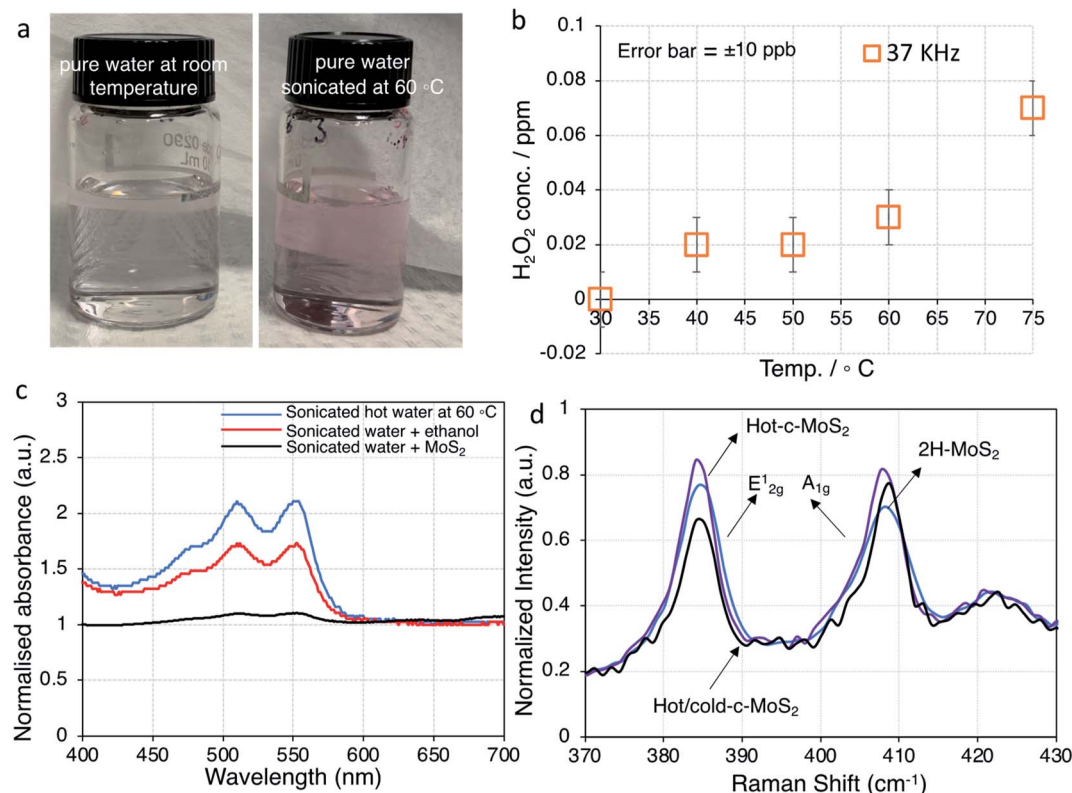 a
pure water at room
temperature
pure water
sonicated at 60 °C
b
Error bar = ±10 ppb
37 KHz
H₂O₂ conc. / ppm
0.1
0.08
0.06
0.04
0.02
0
-0.02
30 35 40 45 50 55 60 65 70 75
Temp. / ° C
c
Sonicated hot water at 60 °C
Sonicated water + ethanol
Sonicated water + MoS₂
Normalised absorbance (a.u.)
3
2.5
2
1.5
1
0.5
0
400 450 500 550 600 650 700
Wavelength (nm)
d
Hot-c-MoS₂
2H-MoS₂
E¹₂g
A₁g
Hot/cold-c-MoS₂
Normalized Intensity (a.u.)
1
0.8
0.6
0.4
0.2
0
370 380 390 400 410 420 430
Raman Shift (cm⁻¹)